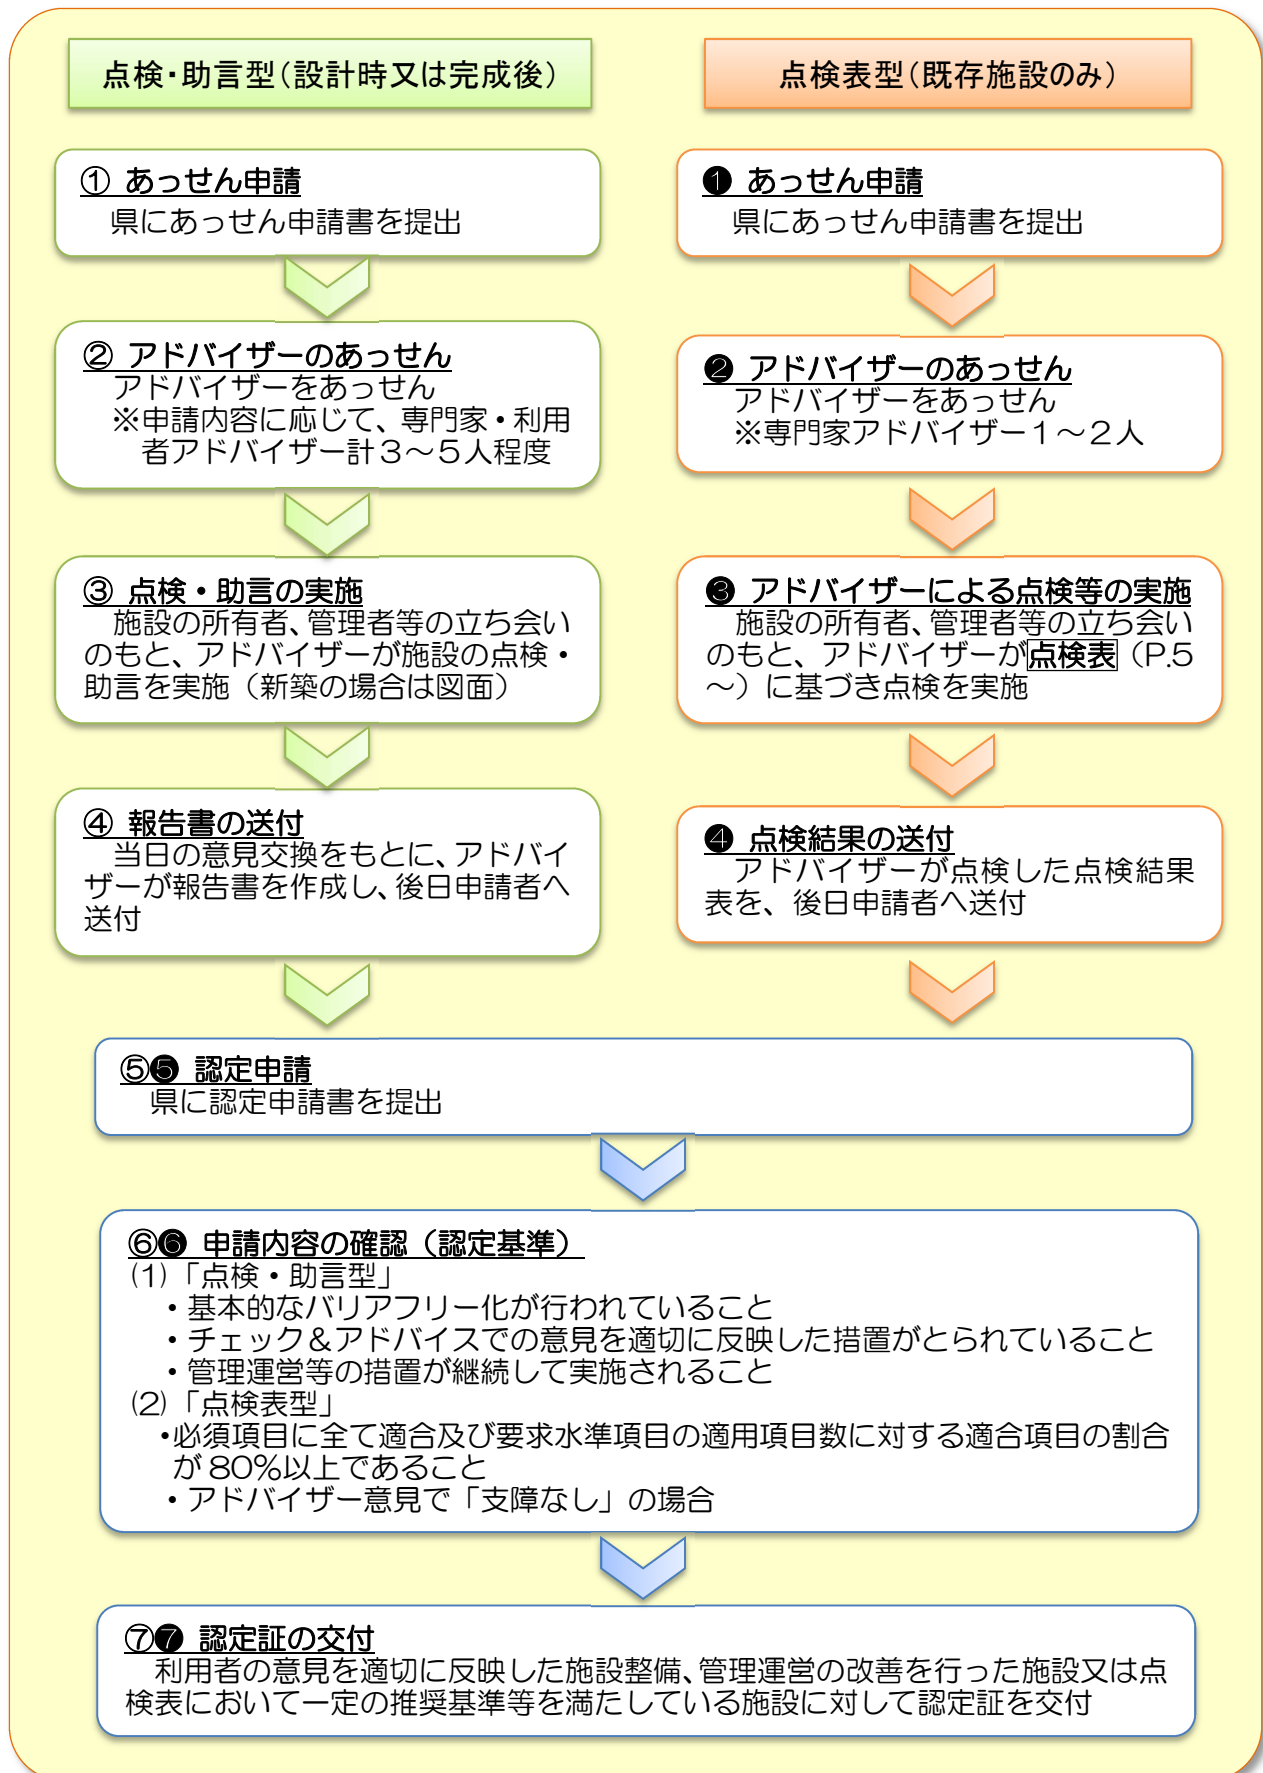 点検・助言型（設計時又は完成後）
① あっせん申請
県にあっせん申請書を提出
② アドバイザーのあっせん
アドバイザーをあっせん
※申請内容に応じて、専門家・利用
者アドバイザー計３～５人程度
③ 点検・助言の実施
施設の所有者、管理者等の立ち会い
のもと、アドバイザーが施設の点検・
助言を実施（新築の場合は図面）
④ 報告書の送付
当日の意見交換をもとに、アドバイ
ザーが報告書を作成し、後日申請者へ
送付
点検表型（既存施設のみ）
❶ あっせん申請
県にあっせん申請書を提出
❷ アドバイザーのあっせん
アドバイザーをあっせん
※専門家アドバイザー１～２人
❸ アドバイザーによる点検等の実施
施設の所有者、管理者等の立ち会い
のもと、アドバイザーが点検表（P.5
～）に基づき点検を実施
❹ 点検結果の送付
アドバイザーが点検した点検結果
表を、後日申請者へ送付
⑤❺ 認定申請
県に認定申請書を提出
⑥❻ 申請内容の確認（認定基準）
(1)「点検・助言型」
・基本的なバリアフリー化が行われていること
・チェック＆アドバイスでの意見を適切に反映した措置がとられていること
・管理運営等の措置が継続して実施されること
(2)「点検表型」
・必須項目に全て適合及び要求水準項目の適用項目数に対する適合項目の割合
が 80％以上であること
・アドバイザー意見で「支障なし」の場合
⑦❼ 認定証の交付
利用者の意見を適切に反映した施設整備、管理運営の改善を行った施設又は点
検表において一定の推奨基準等を満たしている施設に対して認定証を交付